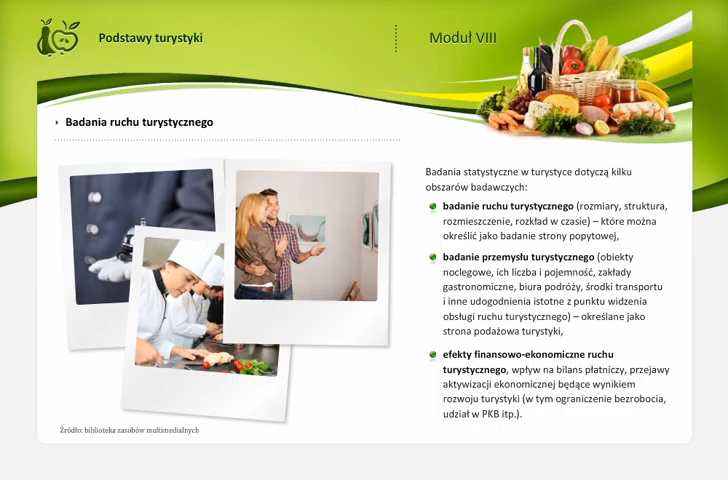 Podstawy turystyki
Moduł VIII
Badania ruchu turystycznego
Badania statystyczne w turystyce dotyczą kilku
obszarów badawczych:
badanie ruchu turystycznego (rozmiary, struktura,
rozmieszczenie, rozkład w czasie) – które można
określić jako badanie strony popytowej,
badanie przemysłu turystycznego (obiekty
noclegowe, ich liczba i pojemność, zakłady
gastronomiczne, biura podróży, środki transportu
i inne udogodnienia istotne z punktu widzenia
obsługi ruchu turystycznego) – określane jako
strona podażowa turystyki,
efekty finansowo-ekonomiczne ruchu
turystycznego, wpływ na bilans płatniczy, przejawy
aktywizacji ekonomicznej będące wynikiem
rozwoju turystyki (w tym ograniczenie bezrobocia,
udział w PKB itp.).
Źródło: biblioteka zasobów multimedialnych